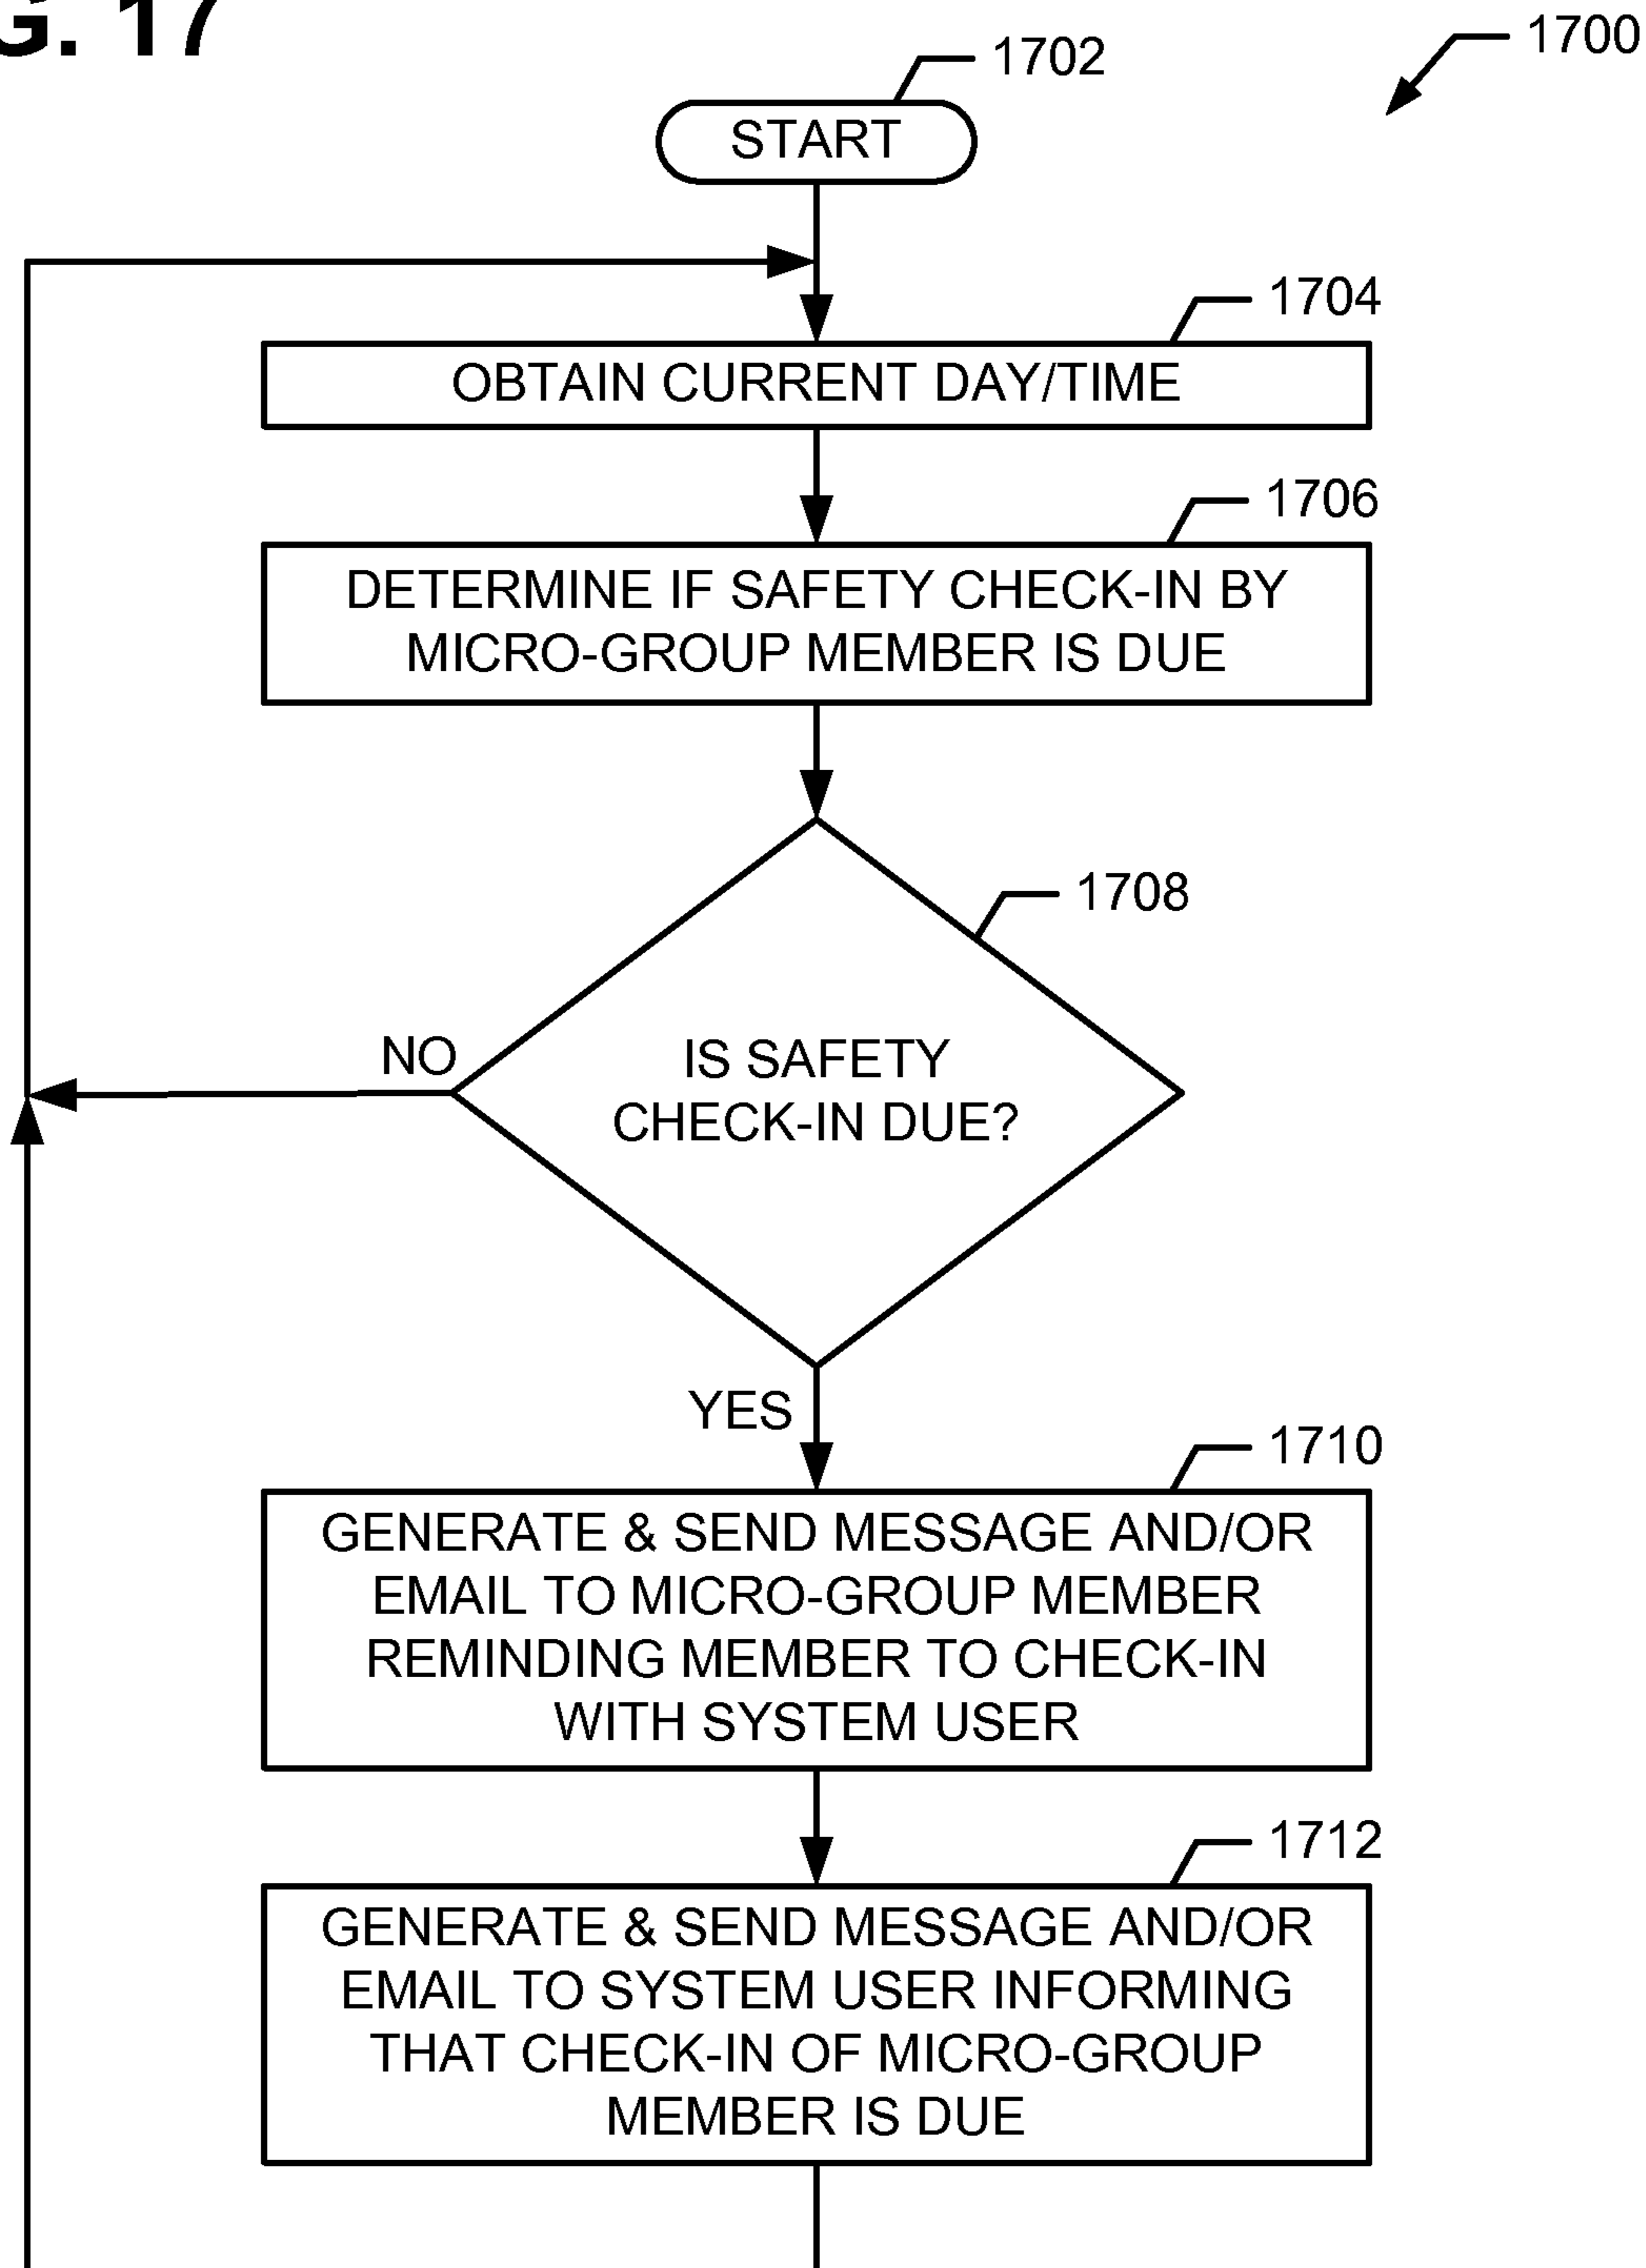 G. 17
1700
1702
START
1704
OBTAIN CURRENT DAY/TIME
1706
DETERMINE IF SAFETY CHECK-IN BY
MICRO-GROUP MEMBER IS DUE
1708
NO
IS SAFETY
CHECK-IN DUE?
YES
1710
GENERATE & SEND MESSAGE AND/OR
EMAIL TO MICRO-GROUP MEMBER
REMINDING MEMBER TO CHECK-IN
WITH SYSTEM USER
1712
GENERATE & SEND MESSAGE AND/OR
EMAIL TO SYSTEM USER INFORMING
THAT CHECK-IN OF MICRO-GROUP
MEMBER IS DUE